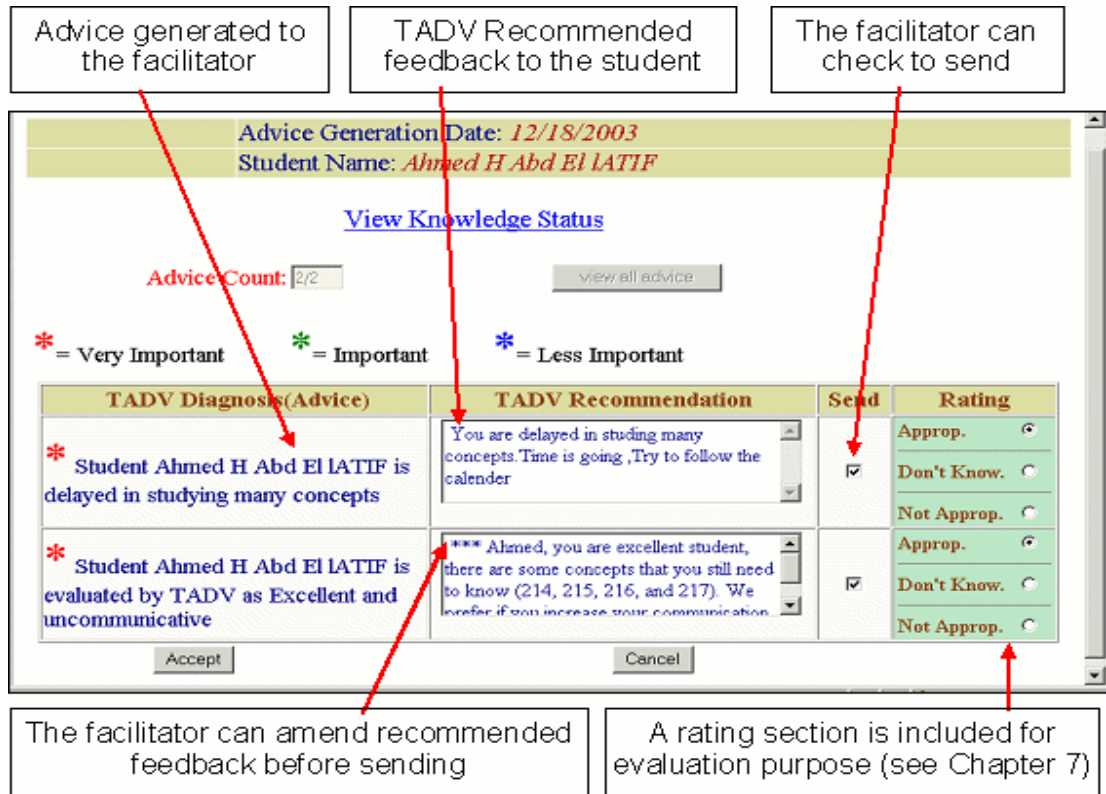 Advice generated to
the facilitator
TADV Recommended
feedback to the student
The facilitator can
check to send
Advice Generation Date: 12/18/2003
Student Name: Ahmed H Abd El lATIF
View Knowledge Status
Advice Count: 2/2
view all advice
* = Very Important
* = Important
* = Less Important
TADV Diagnosis(Advice)
TADV Recommendation
Send
Rating
* Student Ahmed H Abd El lATIF is
delayed in studying many concepts
You are delayed in studing many
concepts.Time is going ,Try to follow the
calender
Approp.
Don't Know.
Not Approp.
* Student Ahmed H Abd El lATIF is
evaluated by TADV as Excellent and
uncommunicative
*** Ahmed, you are excellent student,
there are some concepts that you still need
to know (214, 215, 216, and 217). We
prefer if you increase your communication
Approp.
Don't Know.
Not Approp.
Accept
Cancel
The facilitator can amend recommended
feedback before sending
A rating section is included for
evaluation purpose (see Chapter 7)